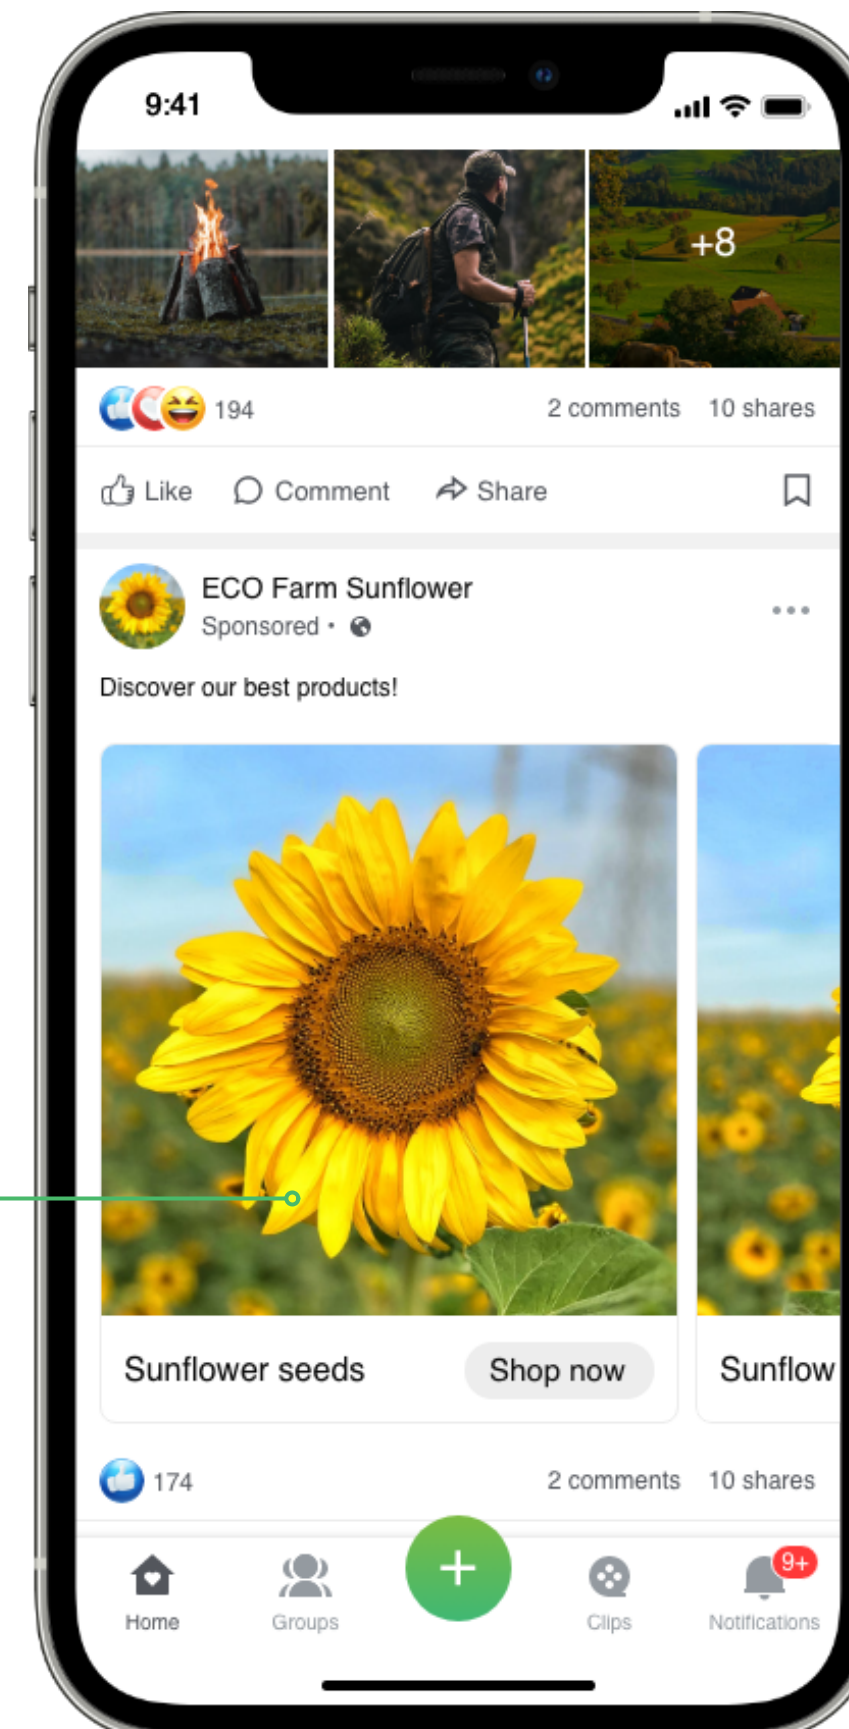 9:41
+8
194 2 comments 10 shares
Like Comment Share
ECO Farm Sunflower
Sponsored •
Discover our best products!
Sunflower seeds Shop now Sunflow
174 2 comments 10 shares
9+
Home Groups Clips Notifications